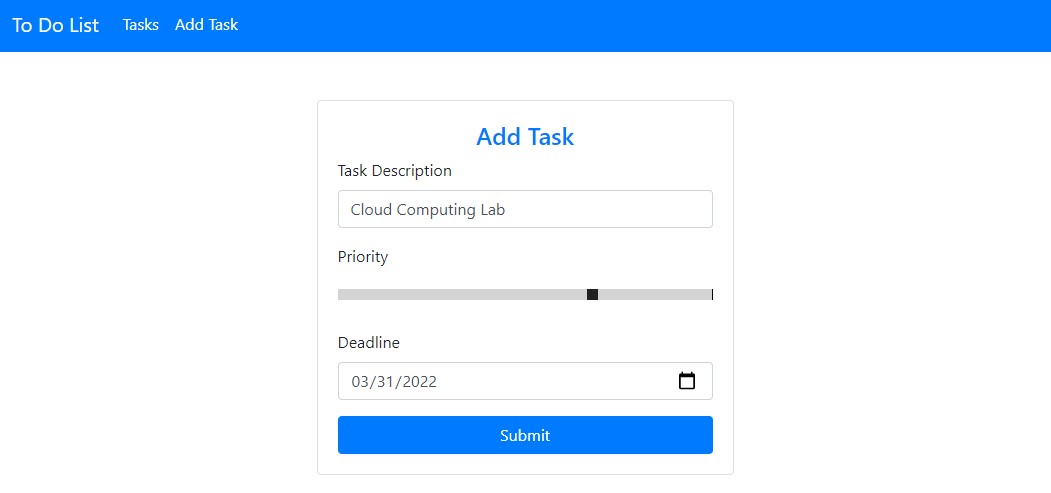 To Do List Tasks Add Task
Add Task
Task Description
Cloud Computing Lab
Priority
Deadline
03/31/2022
Submit